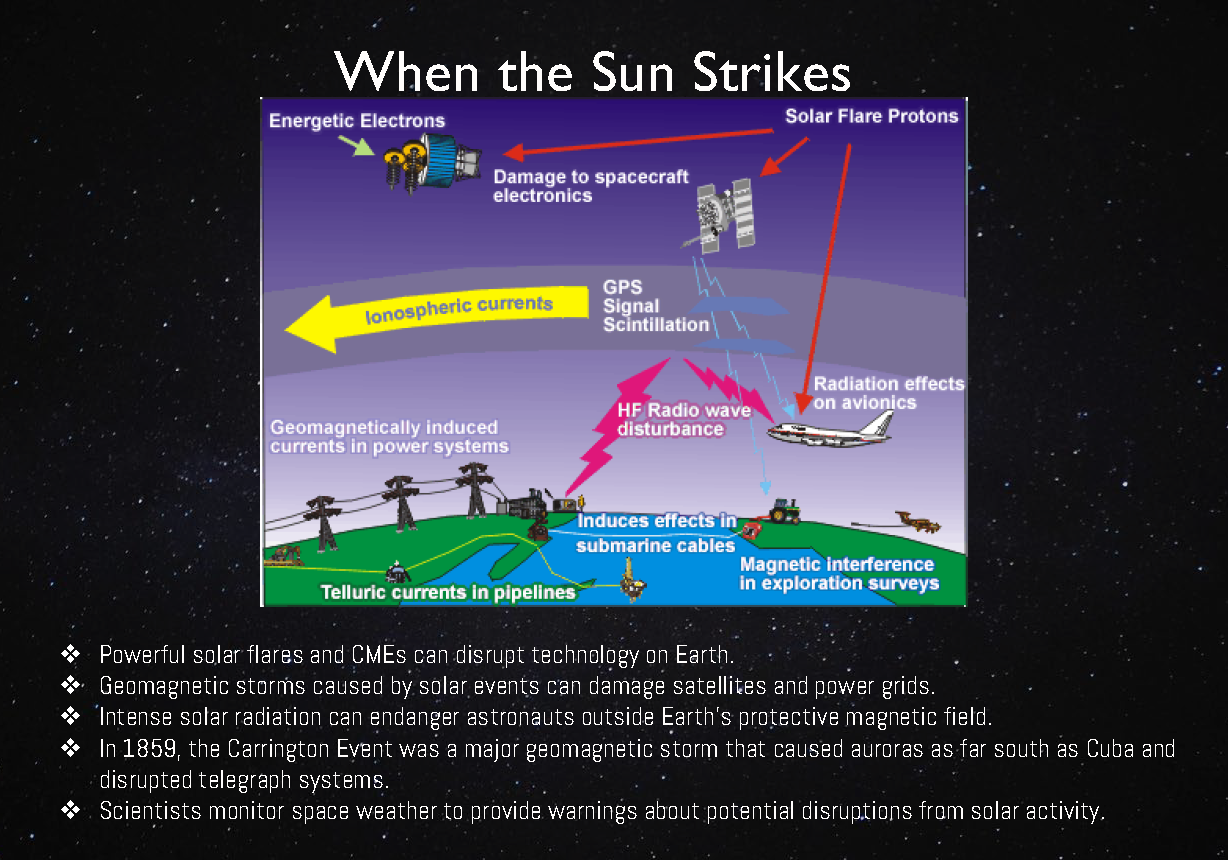 When the Sun Strikes
Energetic Electrons
Solar Flare Protons
Damage to spacecraft
electronics
Ionospheric currents
GPS
Signal
Scintillation
Radiation effects
on avionics
HF Radio wave
disturbance
Geomagnetically induced
currents in power systems
Induces effects in
submarine cables
Magnetic interference
in exploration surveys
Telluric currents in pipelines
❖ Powerful solar flares and CMEs can disrupt technology on Earth.
❖ Geomagnetic storms caused by solar events can damage satellites and power grids.
❖ Intense solar radiation can endanger astronauts outside Earth's protective magnetic field.
❖ In 1859, the Carrington Event was a major geomagnetic storm that caused auroras as far south as Cuba and
disrupted telegraph systems.
❖ Scientists monitor space weather to provide warnings about potential disruptions from solar activity.